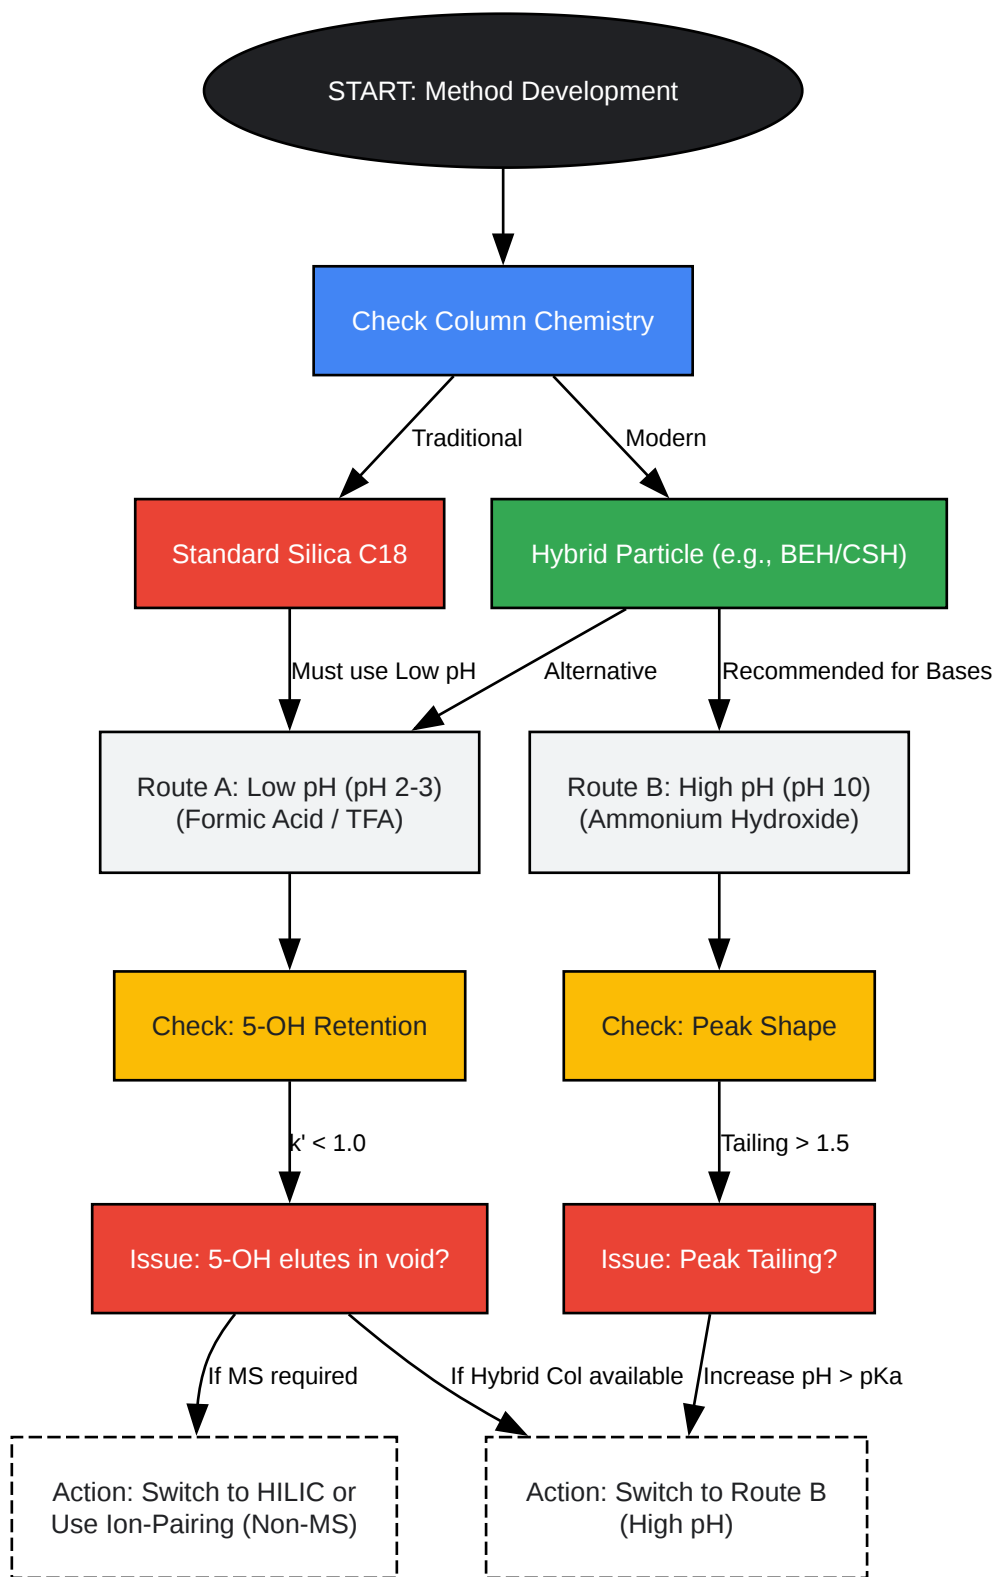 START: Method Development
Check Column Chemistry
Traditional
Modern
Standard Silica C18
Hybrid Particle (e.g., BEH/CSH)
Must use Low pH
Alternative
Recommended for Bases
Route A: Low pH (pH 2-3)
(Formic Acid / TFA)
Route B: High pH (pH 10)
(Ammonium Hydroxide)
Check: 5-OH Retention
Check: Peak Shape
k' < 1.0
Tailing > 1.5
Issue: 5-OH elutes in void?
Issue: Peak Tailing?
If MS required
If Hybrid Col available
Increase pH > pKa
Action: Switch to HILIC or
Use Ion-Pairing (Non-MS)
Action: Switch to Route B
(High pH)